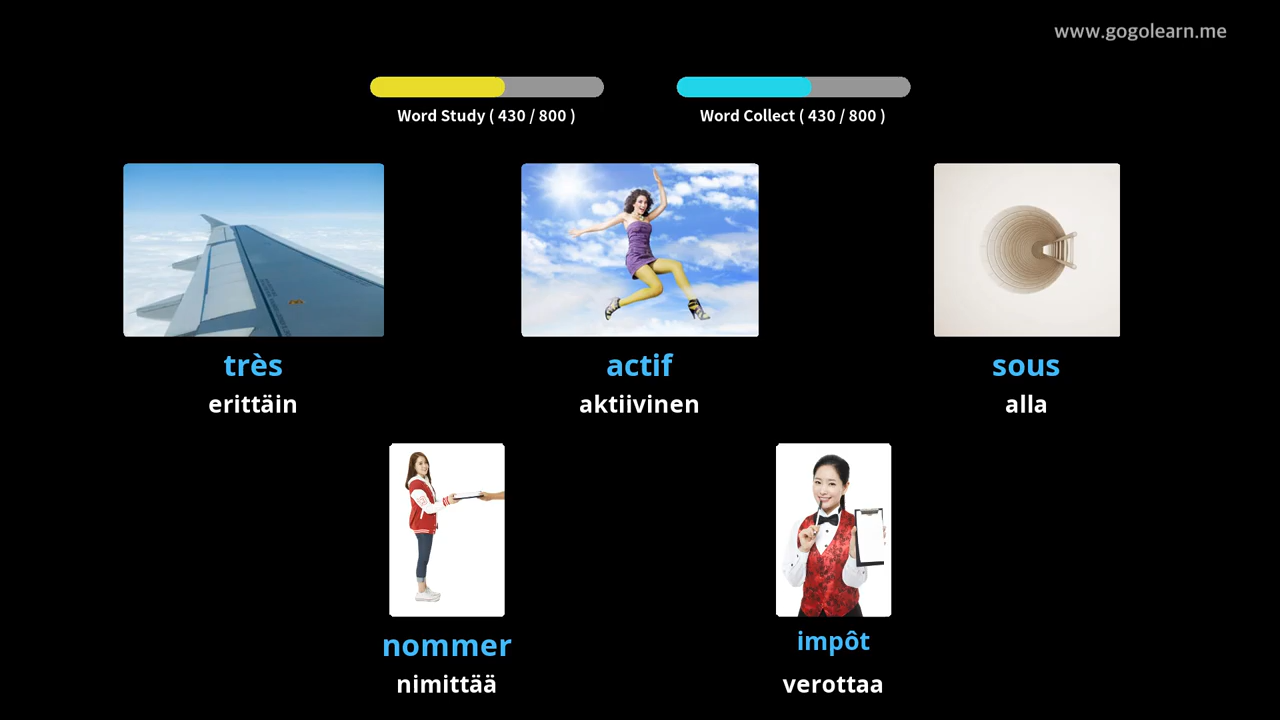 www.gogolearn.me
Word Study ( 430 / 800 )
Word Collect ( 430 / 800 )
très
erittäin
actif
aktiivinen
sous
alla
nommer
nimittää
impôt
verottaa